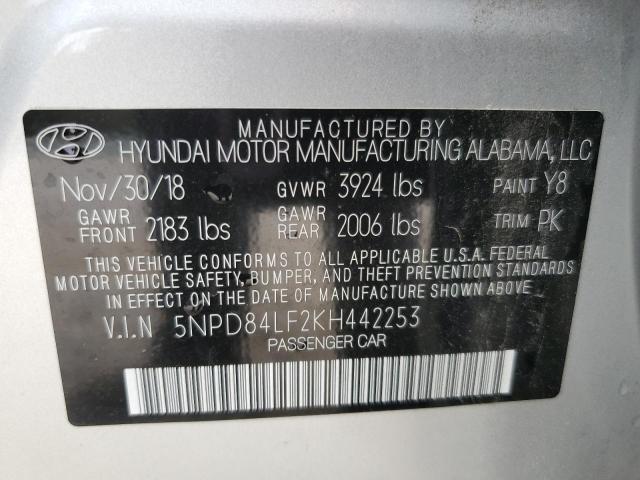 MANUFACTURED BY
HYUNDAI MOTOR MANUFACTURING ALABAMA, LLC
Nov/30/18 GVWR 3924 lbs PAINT Y8
GAWR FRONT 2183 lbs GAWR REAR 2006 lbs TRIM PK
THIS VEHICLE CONFORMS TO ALL APPLICABLE U.S.A. FEDERAL
MOTOR VEHICLE SAFETY, BUMPER, AND THEFT PREVENTION STANDARDS
IN EFFECT ON THE DATE OF MANUFACTURE SHOWN ABOVE.
V.I.N 5NPD84LF2KH442253
PASSENGER CAR